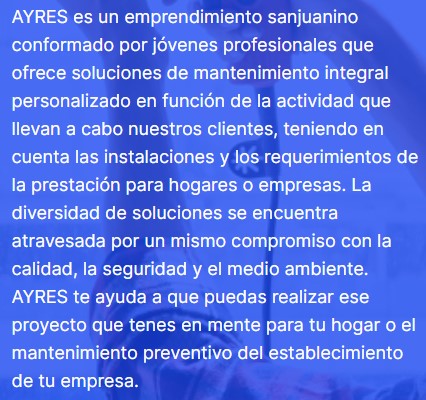 AYRES es un emprendimiento sanjuanino
conformado por jóvenes profesionales que
ofrece soluciones de mantenimiento integral
personalizado en función de la actividad que
llevan a cabo nuestros clientes, teniendo en
cuenta las instalaciones y los requerimientos de
la prestación para hogares o empresas. La
diversidad de soluciones se encuentra
atravesada por un mismo compromiso con la
calidad, la seguridad y el medio ambiente.
AYRES te ayuda a que puedas realizar ese
proyecto que tenes en mente para tu hogar o el
mantenimiento preventivo del establecimiento
de tu empresa.